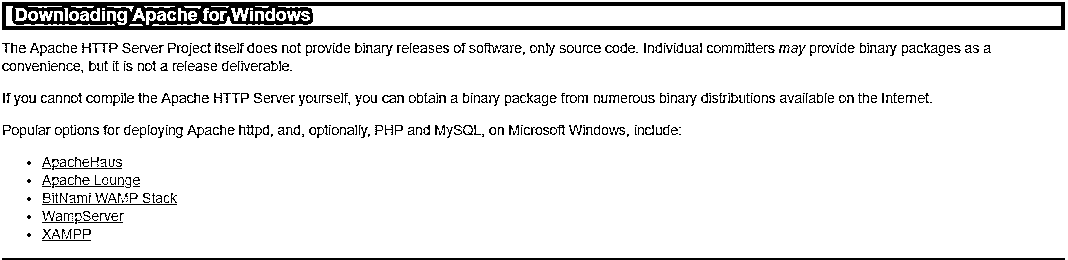 Downloading Apache for Windows
The Apache HTTP Server Project itself does not provide binary releases of software, only source code. Individual committers may provide binary packages as a
convenience, but it is not a release deliverable.
If you cannot compile the Apache HTTP Server yourself, you can obtain a binary package from numerous binary distributions available on the Internet.
Popular options for deploying Apache httpd, and, optionally, PHP and MySQL, on Microsoft Windows, include:
• ApacheHaus
• Apache Lounge
• BitNami WAMP Stack
• WampServer
• XAMPP